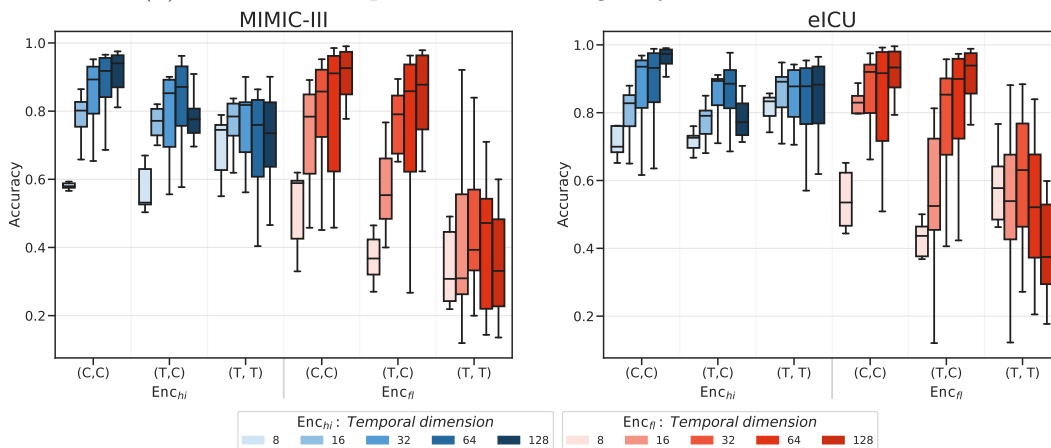 MIMIC-III
1.0
0.8
0.6
0.4
0.2
Accuracy
(C,C) (T,C) (T, T) (C,C) (T,C) (T, T)
Enc_hi Enc_fl
eICU
1.0
0.8
0.6
0.4
0.2
Accuracy
(C,C) (T,C) (T, T) (C,C) (T,C) (T, T)
Enc_hi Enc_fl
Enc_hi : Temporal dimension
8 16 32 64 128
Enc_fl : Temporal dimension
8 16 32 64 128